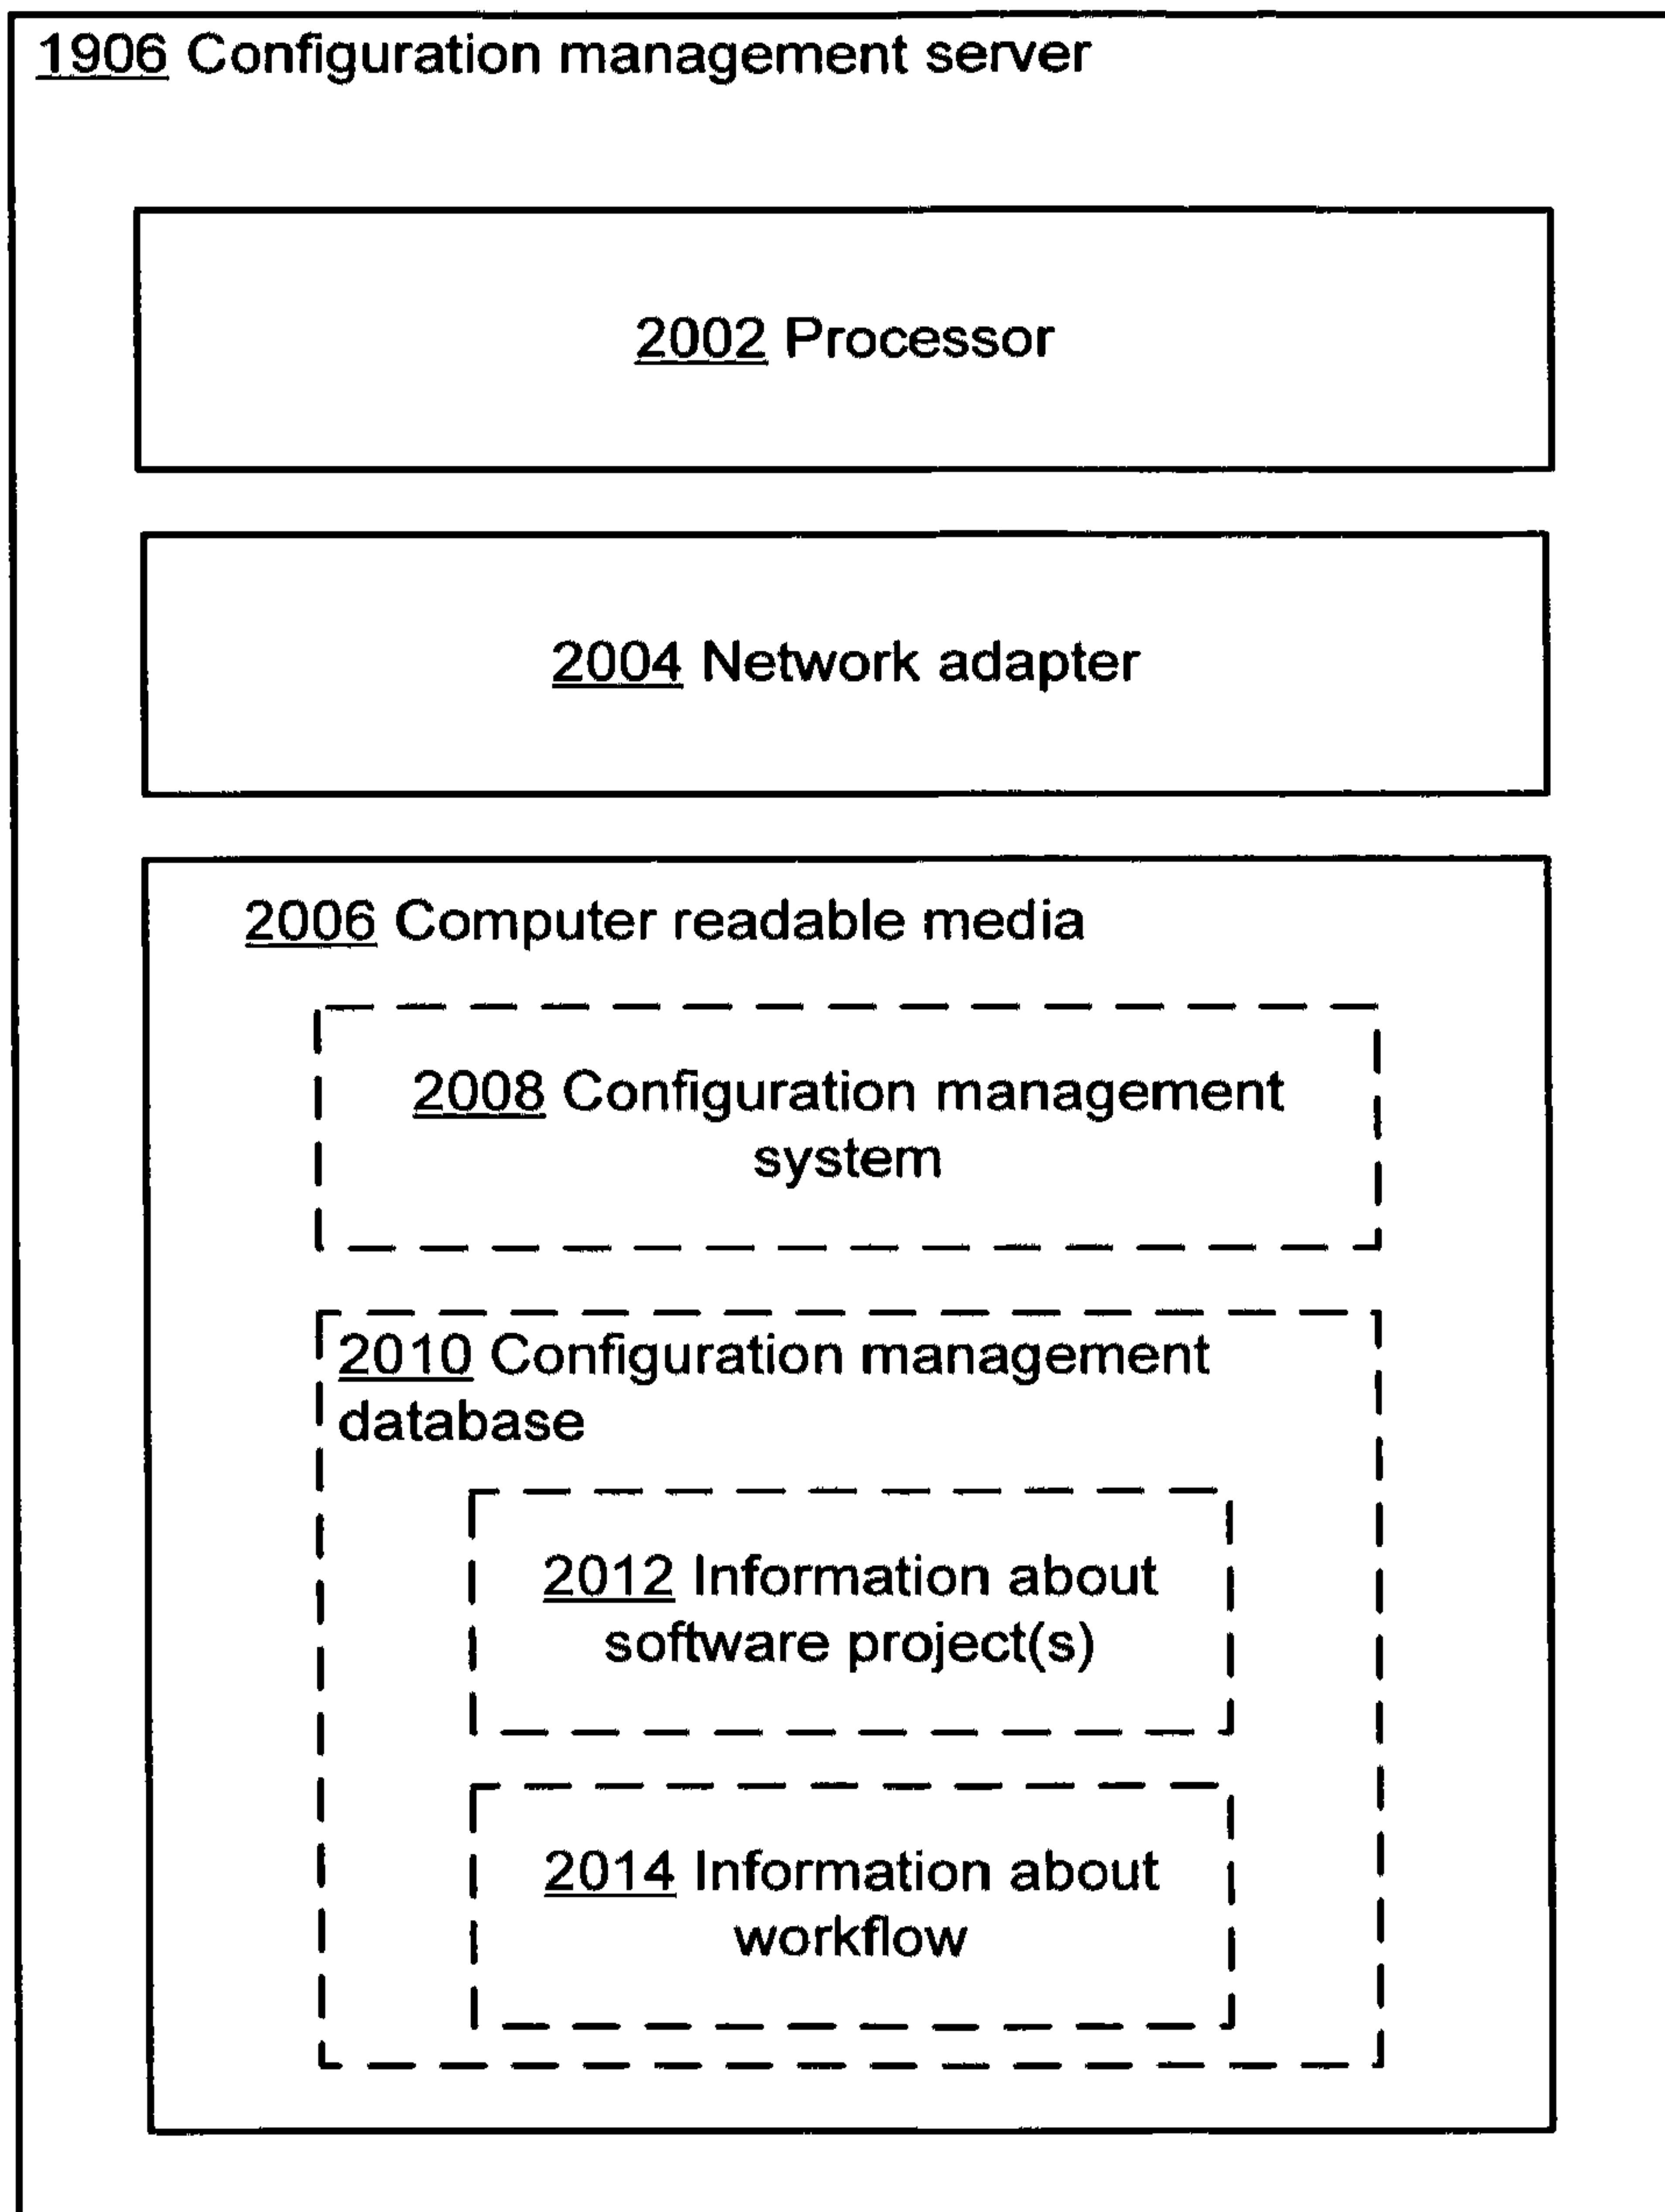 1906 Configuration management server
2002 Processor
2004 Network adapter
2006 Computer readable media
2008 Configuration management
system
2010 Configuration management
database
2012 Information about
software project(s)
2014 Information about
workflow